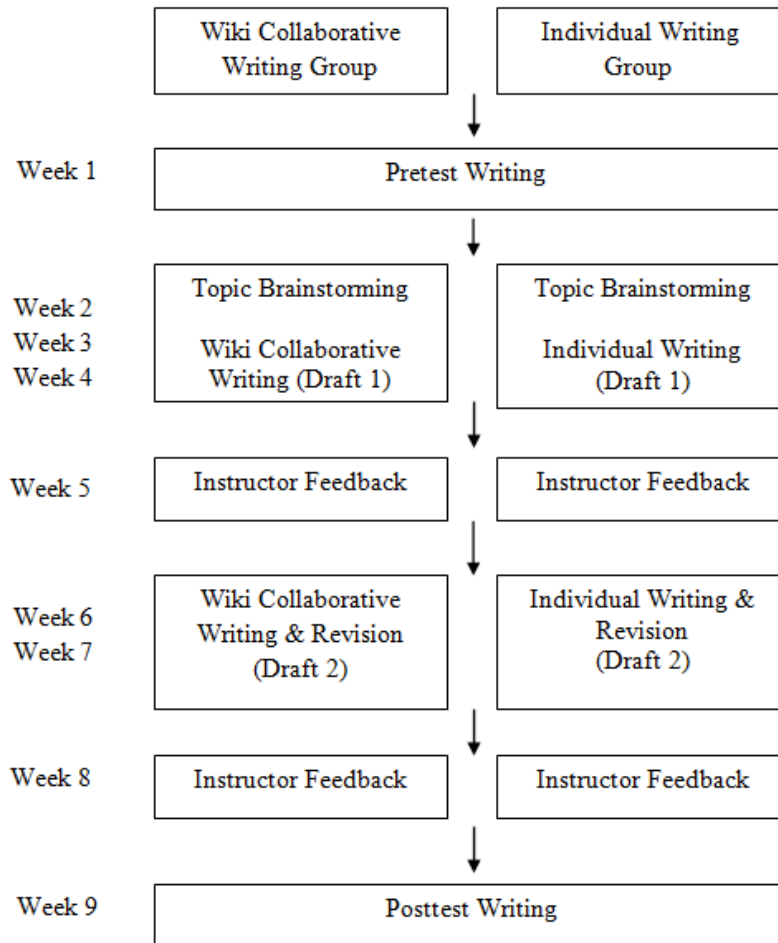 Wiki Collaborative
Writing Group
Individual Writing
Group
Week 1
Pretest Writing
Week 2
Week 3
Week 4
Topic Brainstorming
Wiki Collaborative
Writing (Draft 1)
Topic Brainstorming
Individual Writing
(Draft 1)
Week 5
Instructor Feedback
Instructor Feedback
Week 6
Week 7
Wiki Collaborative
Writing & Revision
(Draft 2)
Individual Writing &
Revision
(Draft 2)
Week 8
Instructor Feedback
Instructor Feedback
Week 9
Posttest Writing